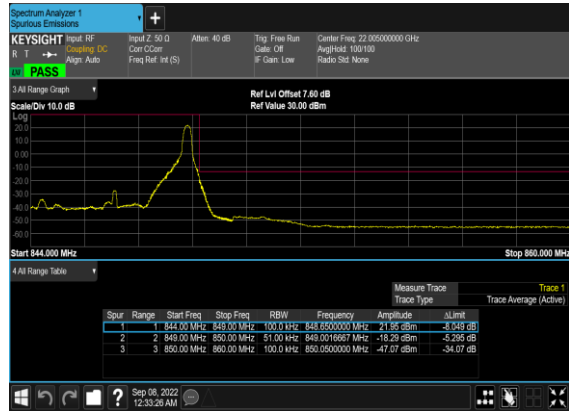 Spectrum Analyzer 1
Spurious Emissions
+
KEYSIGHT Input: RF Input Z: 50 Ω Atten: 40 dB Trig: Free Run Center Freq: 22.005000000 GHz
R T Coupling: DC Corr CCorr Gate: Off Avg|Hold: 100/100
Align: Auto Freq Ref: Int (S) IF Gain: Low Radio Std: None
PASS
3 All Range Graph
Ref Lvl Offset 7.60 dB
Scale/Div 10.0 dB Ref Value 30.00 dBm
Log
20.0
10.0
0.00
-10.0
-20.0
-30.0
-40.0
-50.0
-60.0
Start 844.000 MHz Stop 860.000 MHz
4 All Range Table
Measure Trace Trace 1
Trace Type Trace Average (Active)
Spur Range Start Freq Stop Freq RBW Frequency Amplitude ΔLimit
1 1 844.00 MHz 849.00 MHz 100.0 kHz 848.6500000 MHz 21.95 dBm -8.049 dB
2 2 849.00 MHz 850.00 MHz 51.00 kHz 849.0016667 MHz -18.29 dBm -5.295 dB
3 3 850.00 MHz 860.00 MHz 100.0 kHz 850.0500000 MHz -47.07 dBm -34.07 dB
? Sep 08, 2022
12:33:26 AM